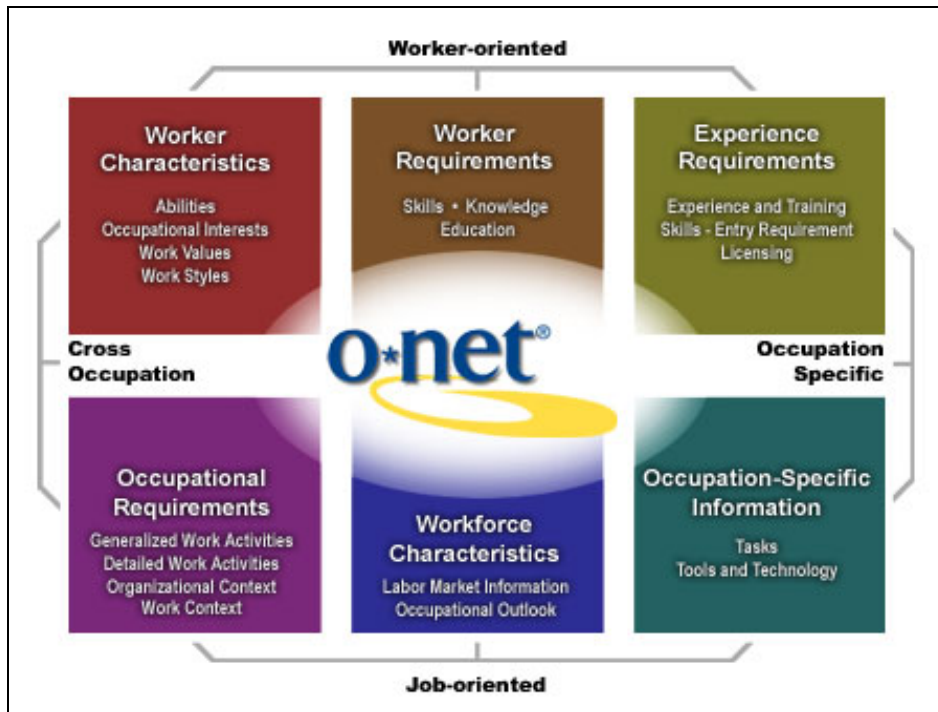 Worker-oriented
Worker
Characteristics
Abilities
Occupational Interests
Work Values
Work Styles
Worker
Requirements
Skills • Knowledge
Education
Experience
Requirements
Experience and Training
Skills - Entry Requirement
Licensing
Cross
Occupation
o*net®
Occupation
Specific
Occupational
Requirements
Generalized Work Activities
Detailed Work Activities
Organizational Context
Work Context
Workforce
Characteristics
Labor Market Information
Occupational Outlook
Occupation-Specific
Information
Tasks
Tools and Technology
Job-oriented